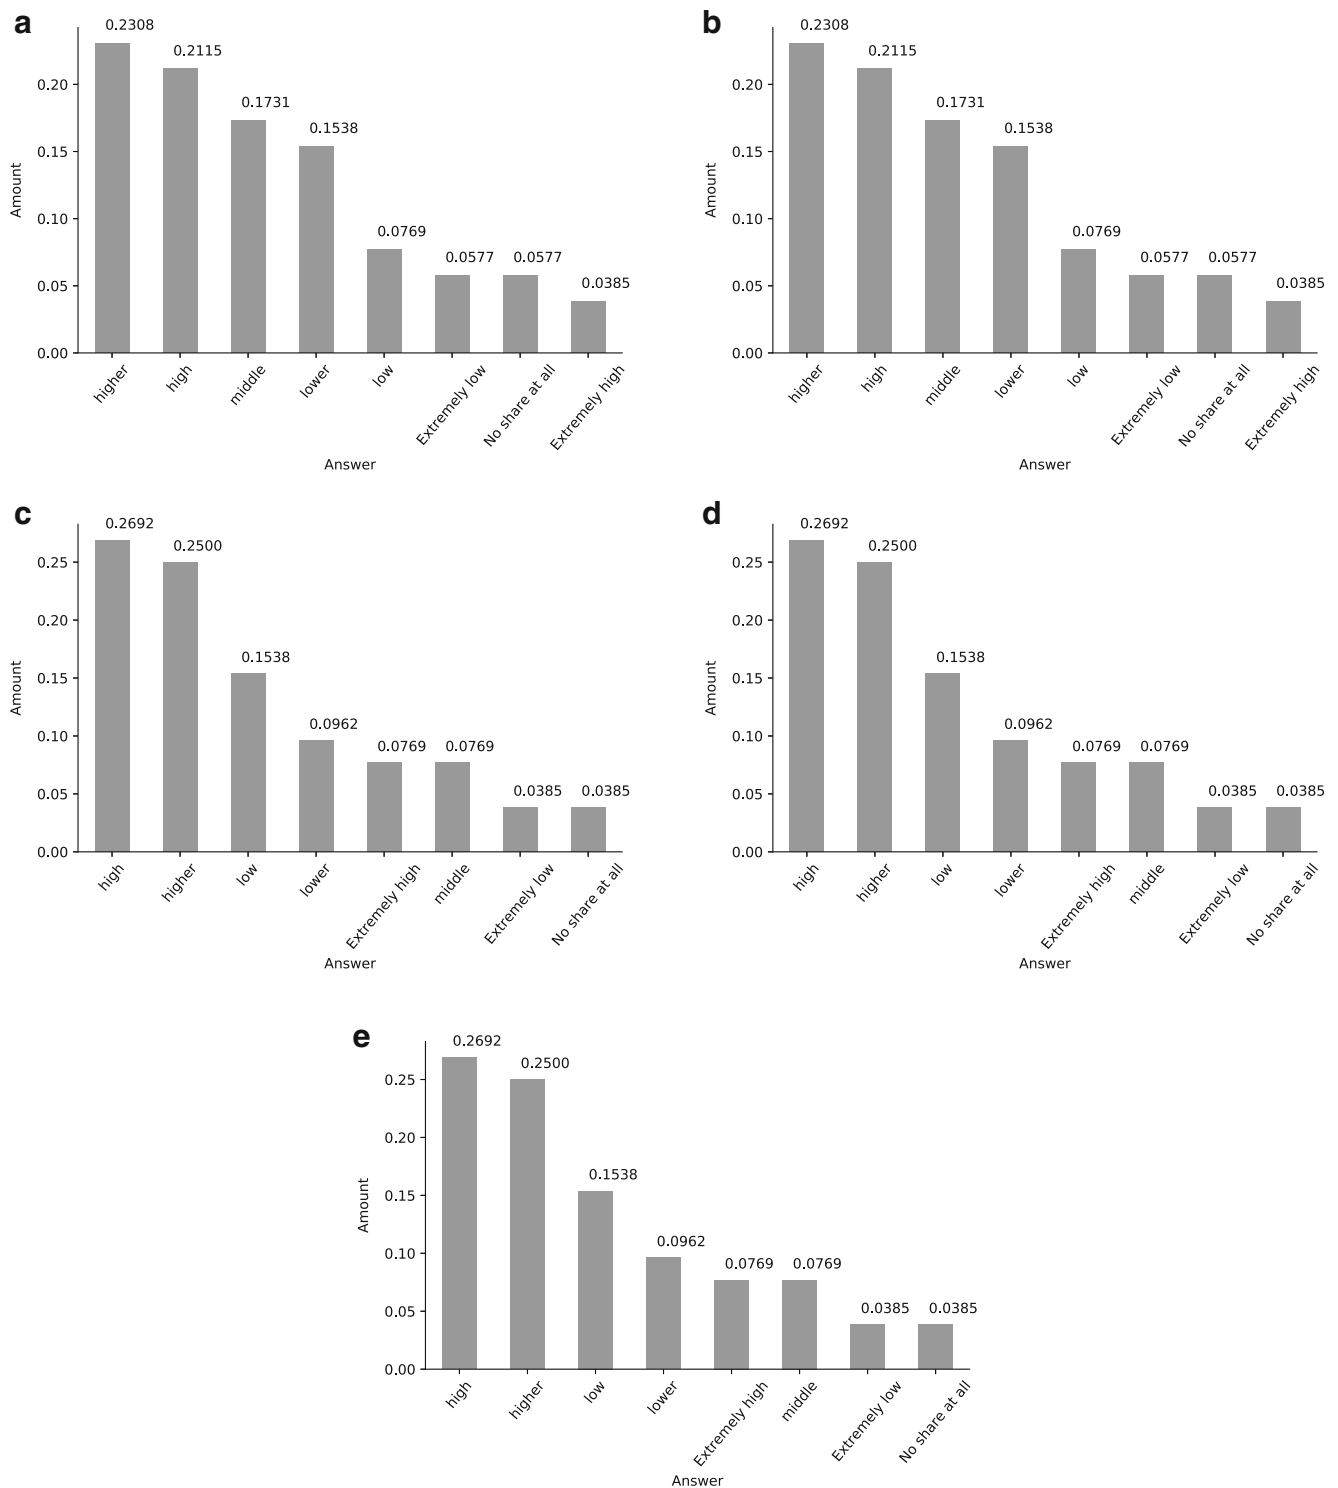 a
0.2308
0.2115
0.1731
0.1538
0.0769
0.0577
0.0577
0.0385
0.20
0.15
0.10
0.05
0.00
Amount
higher
high
middle
lower
low
Extremely low
No share at all
Extremely high
Answer
b
0.2308
0.2115
0.1731
0.1538
0.0769
0.0577
0.0577
0.0385
0.20
0.15
0.10
0.05
0.00
Amount
higher
high
middle
lower
low
Extremely low
No share at all
Extremely high
Answer
c
0.2692
0.2500
0.1538
0.0962
0.0769
0.0769
0.0385
0.0385
0.25
0.20
0.15
0.10
0.05
0.00
Amount
high
higher
low
lower
Extremely high
middle
Extremely low
No share at all
Answer
d
0.2692
0.2500
0.1538
0.0962
0.0769
0.0769
0.0385
0.0385
0.25
0.20
0.15
0.10
0.05
0.00
Amount
high
higher
low
lower
Extremely high
middle
Extremely low
No share at all
Answer
e
0.2692
0.2500
0.1538
0.0962
0.0769
0.0769
0.0385
0.0385
0.25
0.20
0.15
0.10
0.05
0.00
Amount
high
higher
low
lower
Extremely high
middle
Extremely low
No share at all
Answer